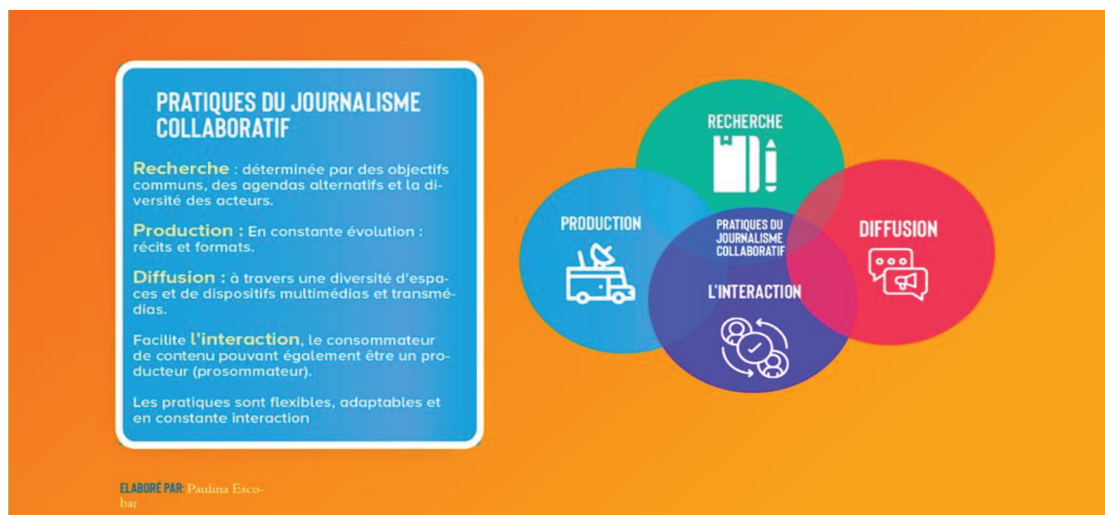 PRATIQUES DU JOURNALISME
COLLABORATIF
Recherche : déterminée par des objectifs
communs, des agendas alternatifs et la di-
versité des acteurs.
Production : En constante évolution :
récits et formats.
Diffusion : à travers une diversité d'espa-
ces et de dispositifs multimédias et transmé-
dias.
Facilite l'interaction, le consommateur
de contenu pouvant également être un pro-
ducteur (prosommateur).
Les pratiques sont flexibles, adaptables et
en constante interaction
ELABORÉ PAR: Paulina Esco-
bar
RECHERCHE
PRODUCTION
PRATIQUES DU
JOURNALISME
COLLABORATIF
DIFFUSION
L'INTERACTION